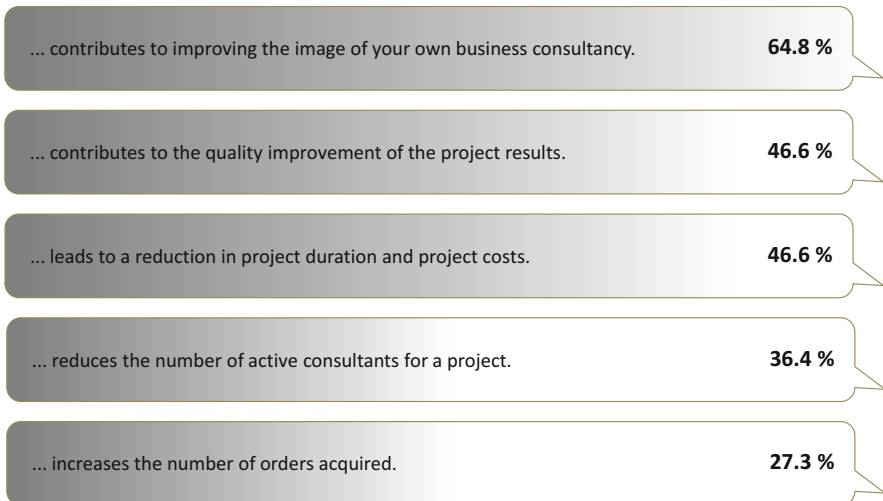 ... contributes to improving the image of your own business consultancy. 64.8 %
... contributes to the quality improvement of the project results. 46.6 %
... leads to a reduction in project duration and project costs. 46.6 %
... reduces the number of active consultants for a project. 36.4 %
... increases the number of orders acquired. 27.3 %